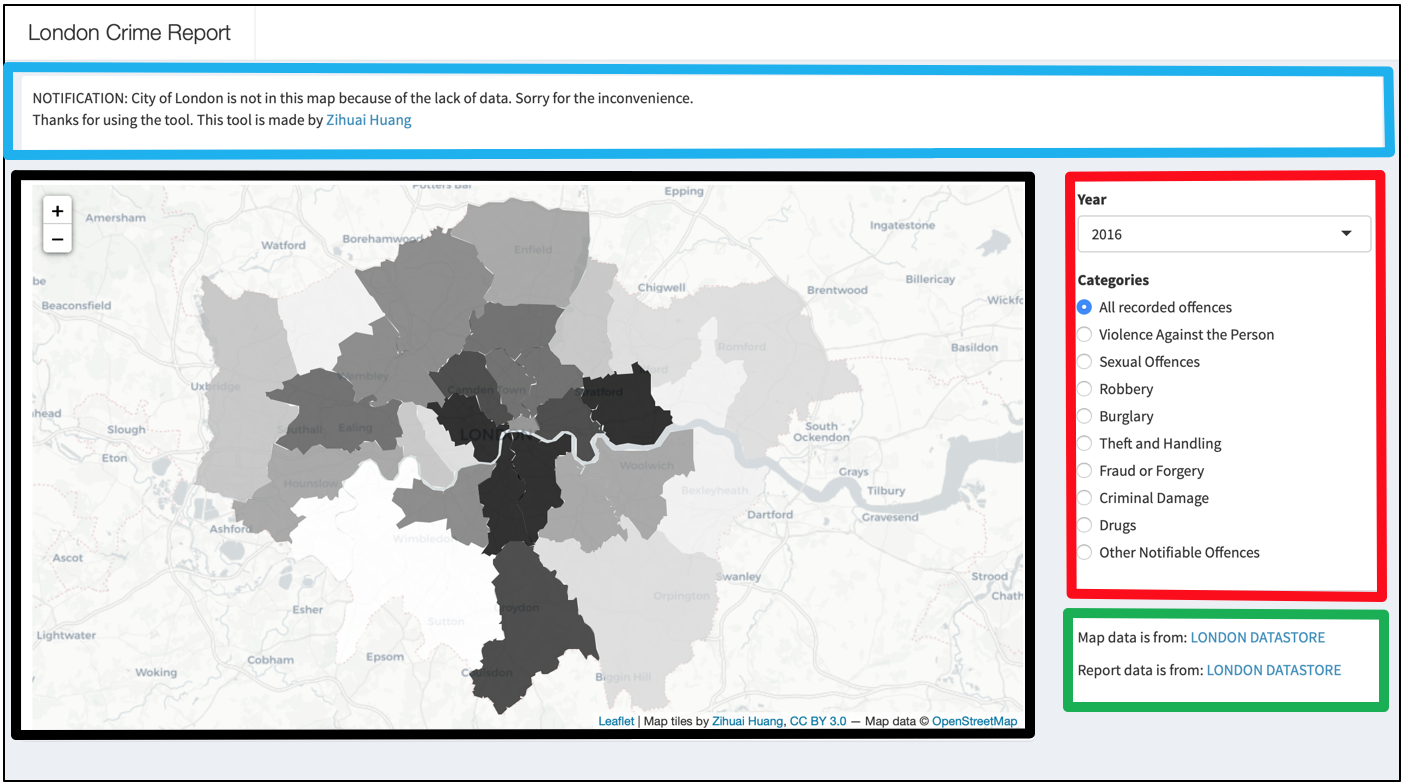 London Crime Report
NOTIFICATION: City of London is not in this map because of the lack of data. Sorry for the inconvenience.
Thanks for using the tool. This tool is made by Zihuai Huang
+
−
Potters Bar
Epping
Amersham
Ingatestone
Borehamwood
Watford
Enfield
be
Beaconsfield
Chigwell
Billericay
Brentwood
Wickfo
Romford
Basildon
ord
Wembley
Uxbridge
Camden Town
Stratford
head
Slough
Southall
Ealing
LONDON
South
Ockendon
Eton
Woolwich
Grays
Hounslow
Bexleyheath
Tilbury
Dartford
Gravesend
Ashford
Wimbledo
Ascot
Swanley
Strood
Chath
Esher
Croydon
Orpington
Sutton
Lightwater
Cobham
Epsom
Woking
Coulsdon
Biggin Hill
Leaflet | Map tiles by Zihuai Huang, CC BY 3.0 — Map data © OpenStreetMap
Year
2016
Categories
All recorded offences
Violence Against the Person
Sexual Offences
Robbery
Burglary
Theft and Handling
Fraud or Forgery
Criminal Damage
Drugs
Other Notifiable Offences
Map data is from: LONDON DATASTORE
Report data is from: LONDON DATASTORE